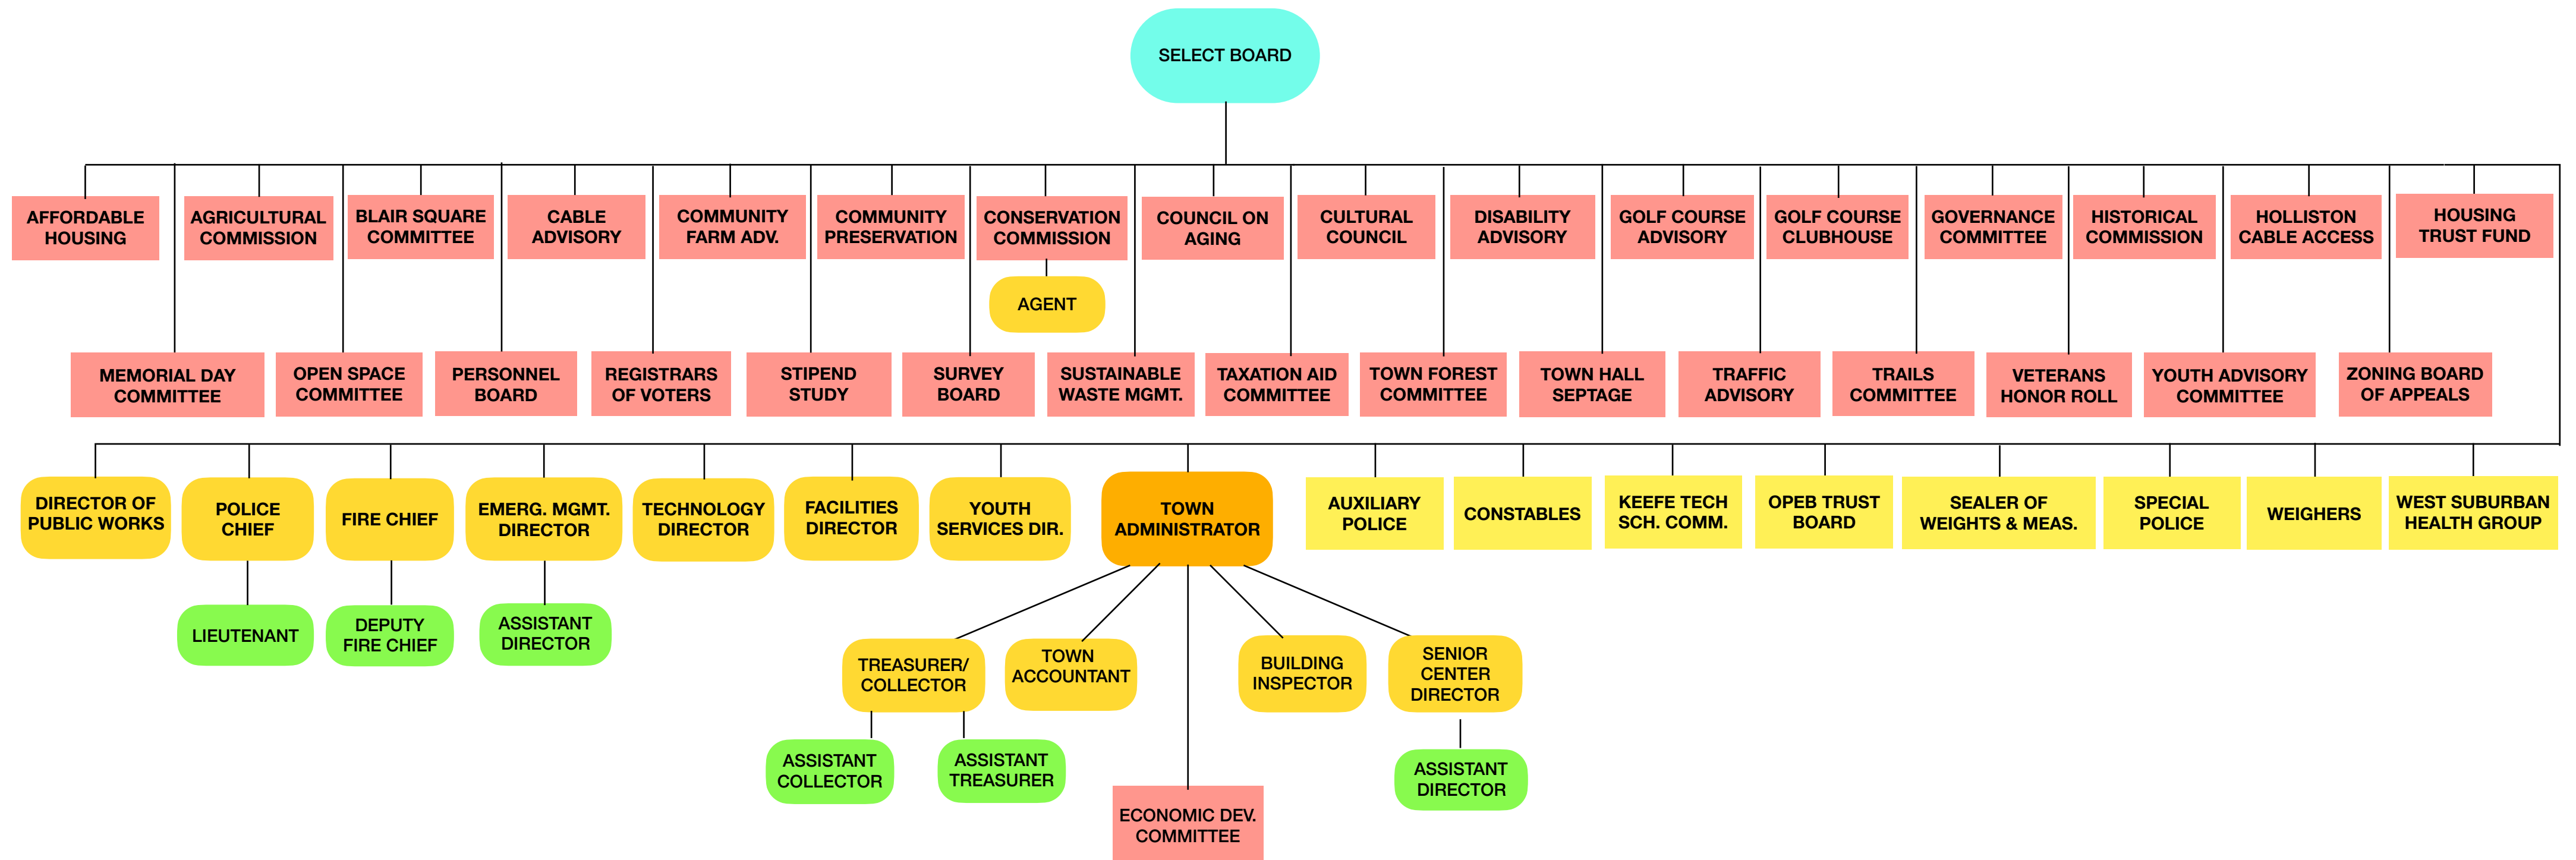 SELECT BOARD
AFFORDABLE
HOUSING
AGRICULTURAL
COMMISSION
BLAIR SQUARE
COMMITTEE
CABLE
ADVISORY
COMMUNITY
FARM ADV.
COMMUNITY
PRESERVATION
CONSERVATION
COMMISSION
COUNCIL ON
AGING
CULTURAL
COUNCIL
DISABILITY
ADVISORY
GOLF COURSE
ADVISORY
GOLF COURSE
CLUBHOUSE
GOVERNANCE
COMMITTEE
HISTORICAL
COMMISSION
HOLLISTON
CABLE ACCESS
HOUSING
TRUST FUND
AGENT
MEMORIAL DAY
COMMITTEE
OPEN SPACE
COMMITTEE
PERSONNEL
BOARD
REGISTRARS
OF VOTERS
STIPEND
STUDY
SURVEY
BOARD
SUSTAINABLE
WASTE MGMT.
TAXATION AID
COMMITTEE
TOWN FOREST
COMMITTEE
TOWN HALL
SEPTAGE
TRAFFIC
ADVISORY
TRAILS
COMMITTEE
VETERANS
HONOR ROLL
YOUTH ADVISORY
COMMITTEE
ZONING BOARD
OF APPEALS
DIRECTOR OF
PUBLIC WORKS
POLICE
CHIEF
FIRE CHIEF
EMERG. MGMT.
DIRECTOR
TECHNOLOGY
DIRECTOR
FACILITIES
DIRECTOR
YOUTH
SERVICES DIR.
TOWN
ADMINISTRATOR
AUXILIARY
POLICE
CONSTABLES
KEEFE TECH
SCH. COMM.
OPEB TRUST
BOARD
SEALER OF
WEIGHTS & MEAS.
SPECIAL
POLICE
WEIGHERS
WEST SUBURBAN
HEALTH GROUP
LIEUTENANT
DEPUTY
FIRE CHIEF
ASSISTANT
DIRECTOR
TREASURER/
COLLECTOR
TOWN
ACCOUNTANT
BUILDING
INSPECTOR
SENIOR
CENTER
DIRECTOR
ASSISTANT
COLLECTOR
ASSISTANT
TREASURER
ASSISTANT
DIRECTOR
ECONOMIC DEV.
COMMITTEE